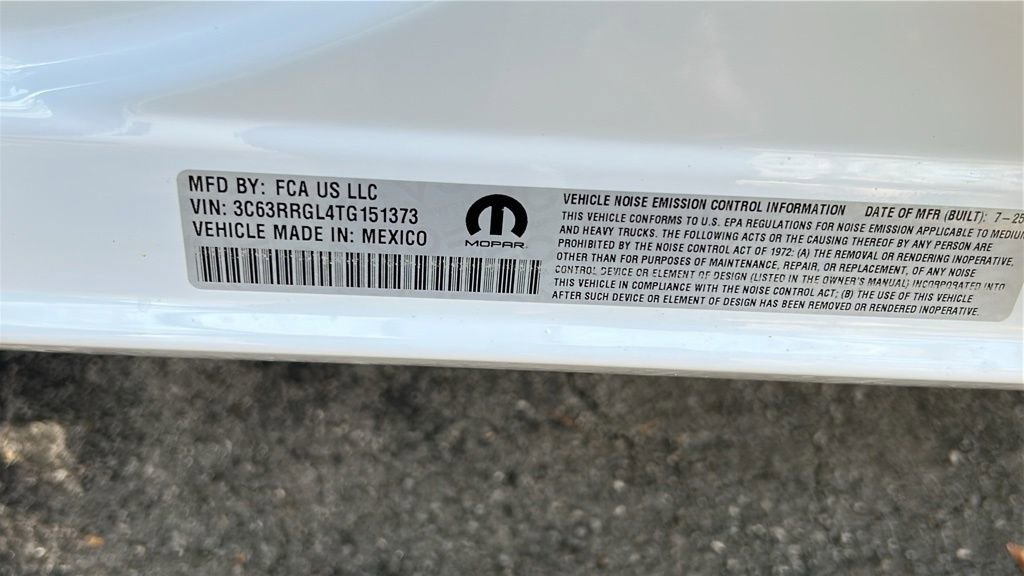 MFD BY: FCA US LLC
VIN: 3C63RRGL4TG151373
VEHICLE MADE IN: MEXICO
MOPAR
VEHICLE NOISE EMISSION CONTROL INFORMATION DATE OF MFR (BUILT): 7-25
THIS VEHICLE CONFORMS TO U.S. EPA REGULATIONS FOR NOISE EMISSION APPLICABLE TO MEDIUM
AND HEAVY TRUCKS. THE FOLLOWING ACTS OR THE CAUSING THEREOF BY ANY PERSON ARE
PROHIBITED BY THE NOISE CONTROL ACT OF 1972: (A) THE REMOVAL OR RENDERING INOPERATIVE,
OTHER THAN FOR PURPOSES OF MAINTENANCE, REPAIR, OR REPLACEMENT, OF ANY NOISE
CONTROL DEVICE OR ELEMENT OF DESIGN (LISTED IN THE OWNER'S MANUAL) INCORPORATED INTO
THIS VEHICLE IN COMPLIANCE WITH THE NOISE CONTROL ACT; (B) THE USE OF THIS VEHICLE
AFTER SUCH DEVICE OR ELEMENT OF DESIGN HAS BEEN REMOVED OR RENDERED INOPERATIVE.